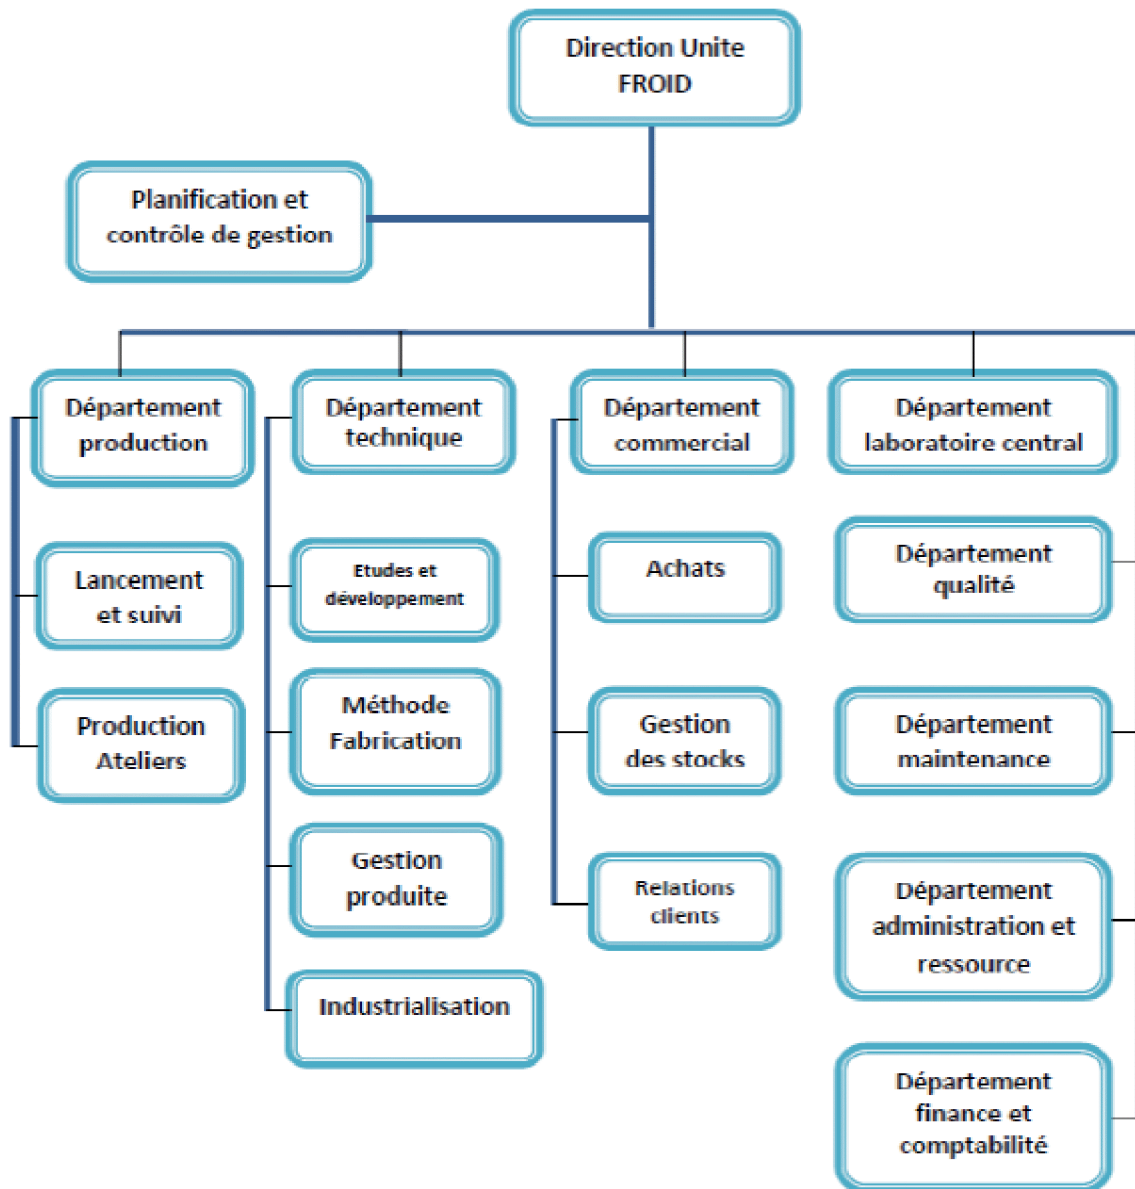 Direction Unite
FROID
Planification et
contrôle de gestion
Département
production
Département
technique
Département
commercial
Département
laboratoire central
Lancement
et suivi
Etudes et
développement
Achats
Département
qualité
Production
Ateliers
Méthode
Fabrication
Gestion
des stocks
Département
maintenance
Gestion
produite
Relations
clients
Département
administration et
ressource
Industrialisation
Département
finance et
comptabilité